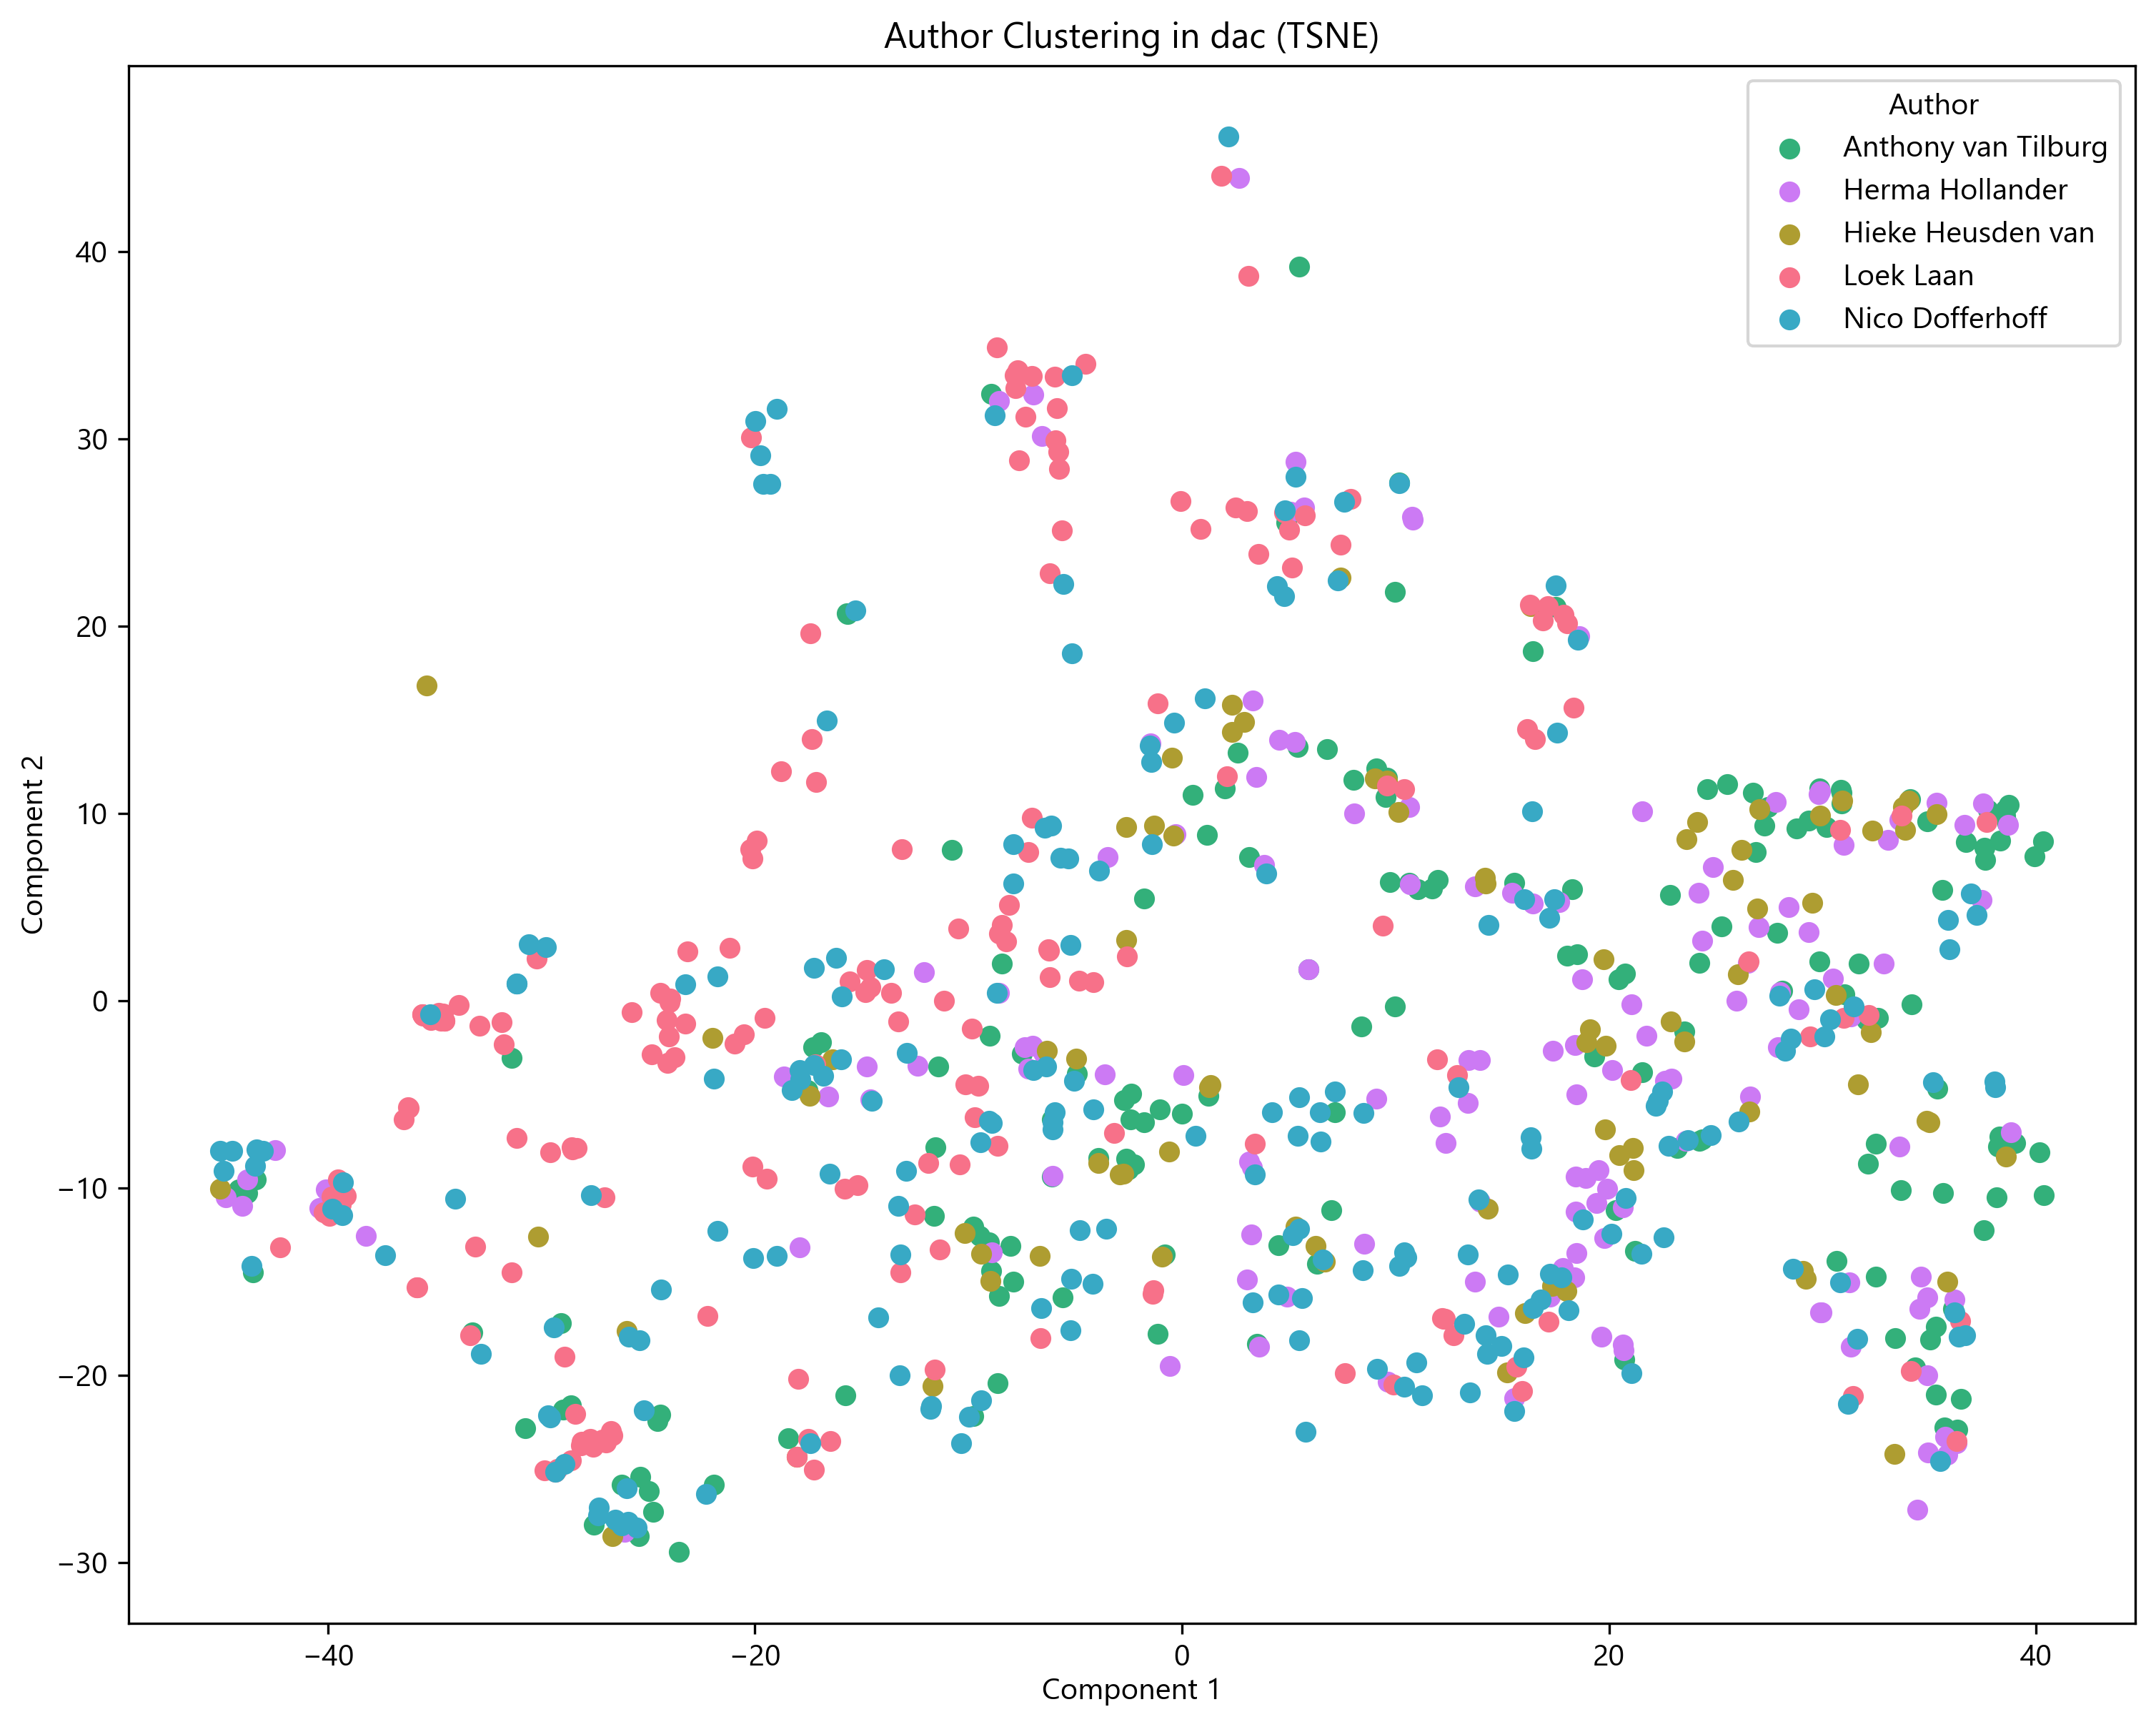 Author Clustering in dac (TSNE)
Author
Anthony van Tilburg
Herma Hollander
Hieke Heusden van
Loek Laan
Nico Dofferhoff
Component 2
40
30
20
10
0
−10
−20
−30
−40
−20
0
20
40
Component 1